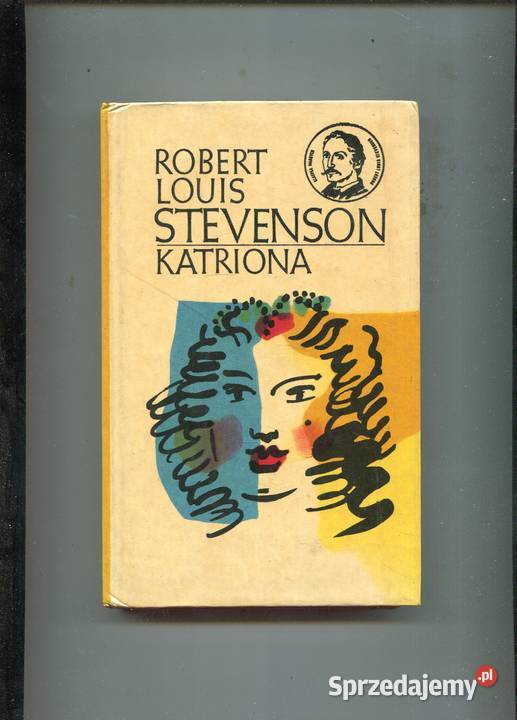 ROBERT
LOUIS
STEVENSON
KATRIONA
Sprzedajemy.pl